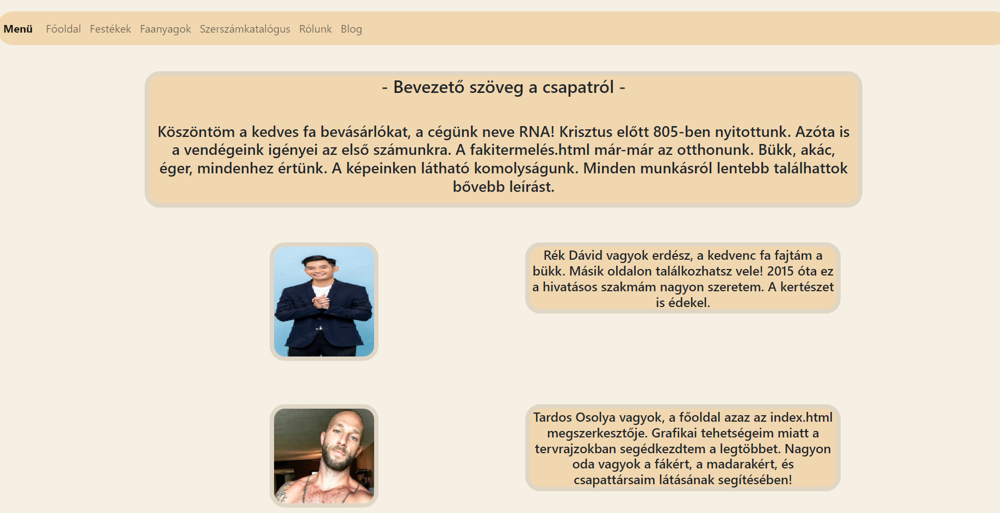 Menü Főoldal Festékek Faanyagok Szerszámkatalógus Rólunk Blog
- Bevezető szöveg a csapatról -
Köszöntöm a kedves fa bevásárlókat, a cégünk neve RNA! Krisztus előtt 805-ben nyitottunk. Azóta is
a vendégeink igényei az első számunkra. A fakitermelés.html már-már az otthonunk. Bükk, akác,
éger, mindenhez értünk. A képeinken látható komolyságunk. Minden munkásról lentebb találhattok
bővebb leírást.
Rék Dávid vagyok erdész, a kedvenc fa fajtám a
bükk. Másik oldalon találkozhatsz vele! 2015 óta ez
a hivatásos szakmám nagyon szeretem. A kertészet
is édekel.
Tardos Osolya vagyok, a főoldal azaz az index.html
megszerkesztője. Grafikai tehetségeim miatt a
tervrajzokban segédkezdtem a legtöbbet. Nagyon
oda vagyok a fákért, a madarakért, és
csapattársaim látásának segítésében!